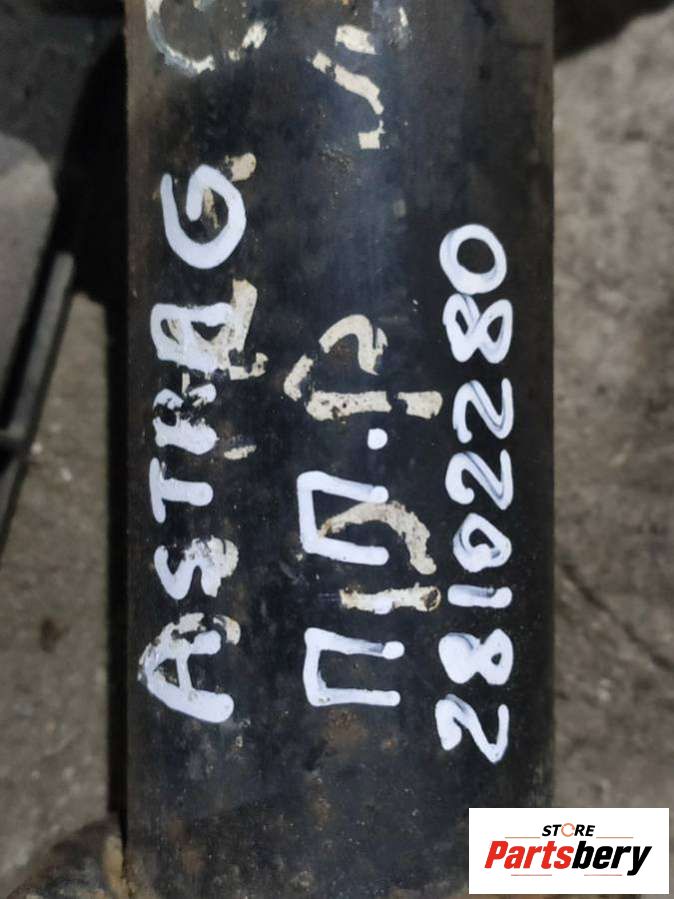 ASTRA G
П.П.
28102280
STORE
Partsbery